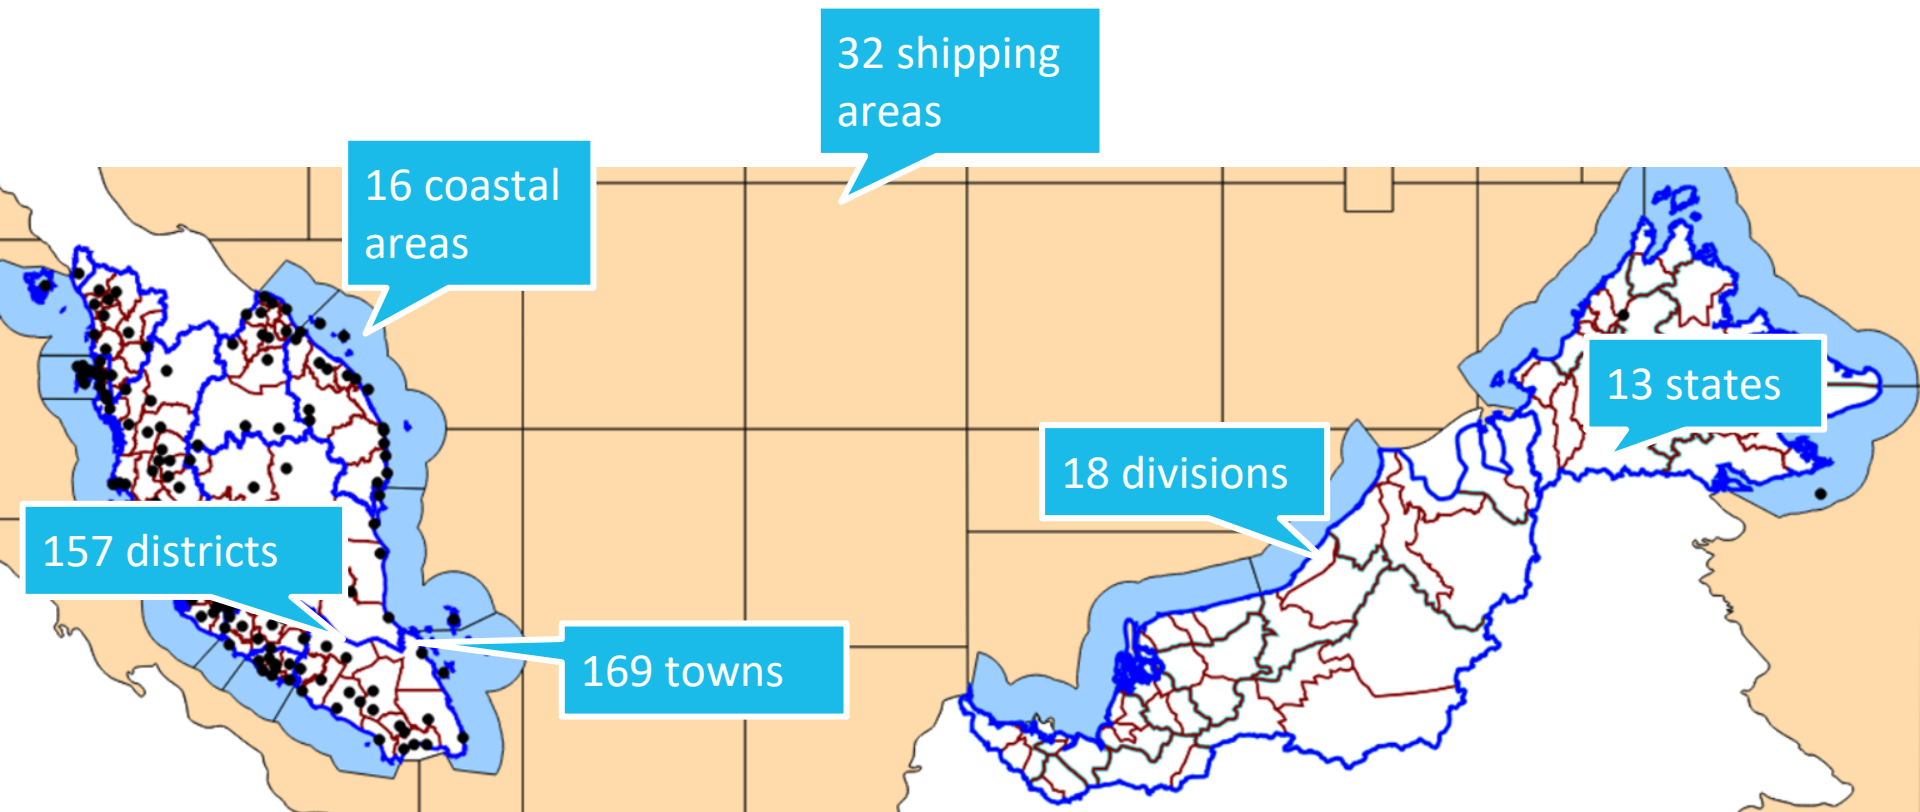 32 shipping
areas
16 coastal
areas
13 states
18 divisions
157 districts
169 towns